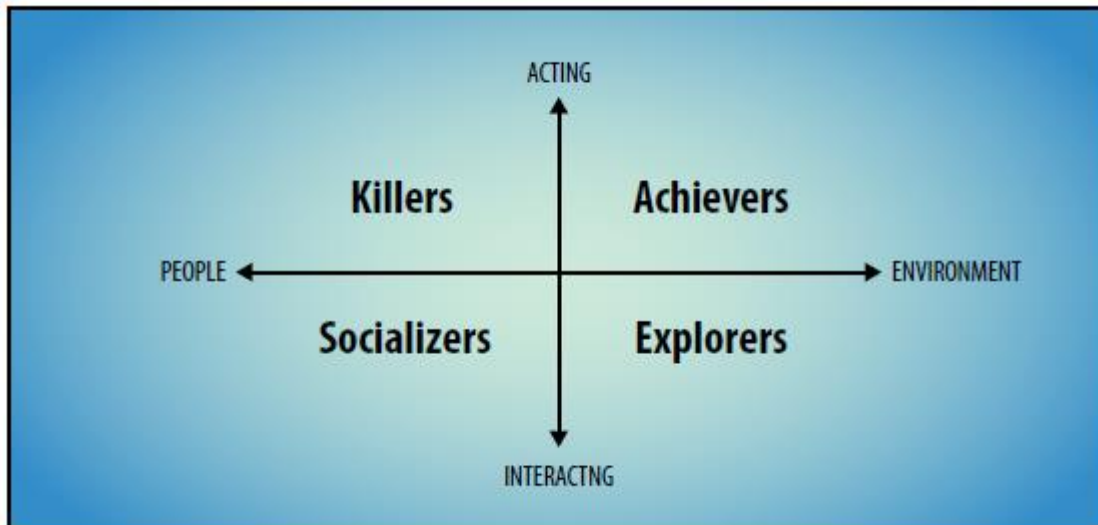 ACTING
Killers Achievers
PEOPLE ENVIRONMENT
Socializers Explorers
INTERACTNG